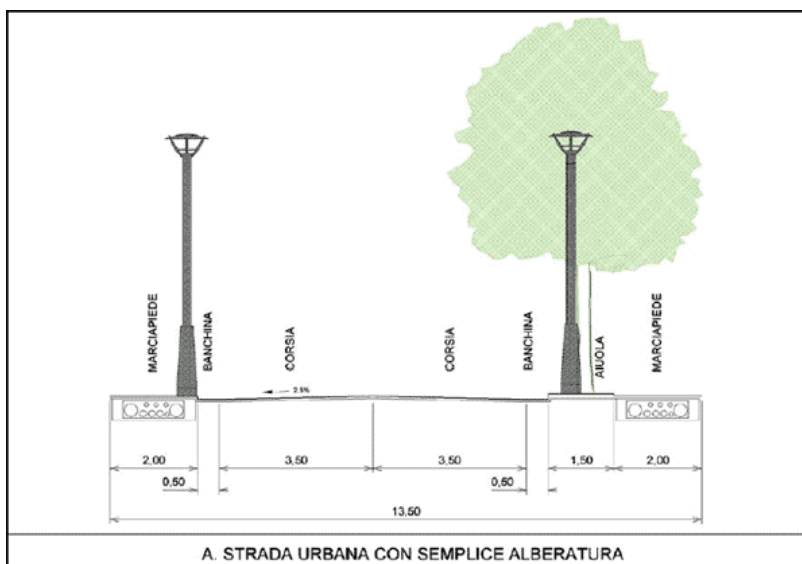 MARCIAPIEDE
BANCHINA
CORSIA
CORSIA
BANCHINA
AIUOLA
MARCIAPIEDE
2.5%
2,00
3,50
3,50
1,50
2,00
0,50
0,50
13,50
A. STRADA URBANA CON SEMPLICE ALBERATURA